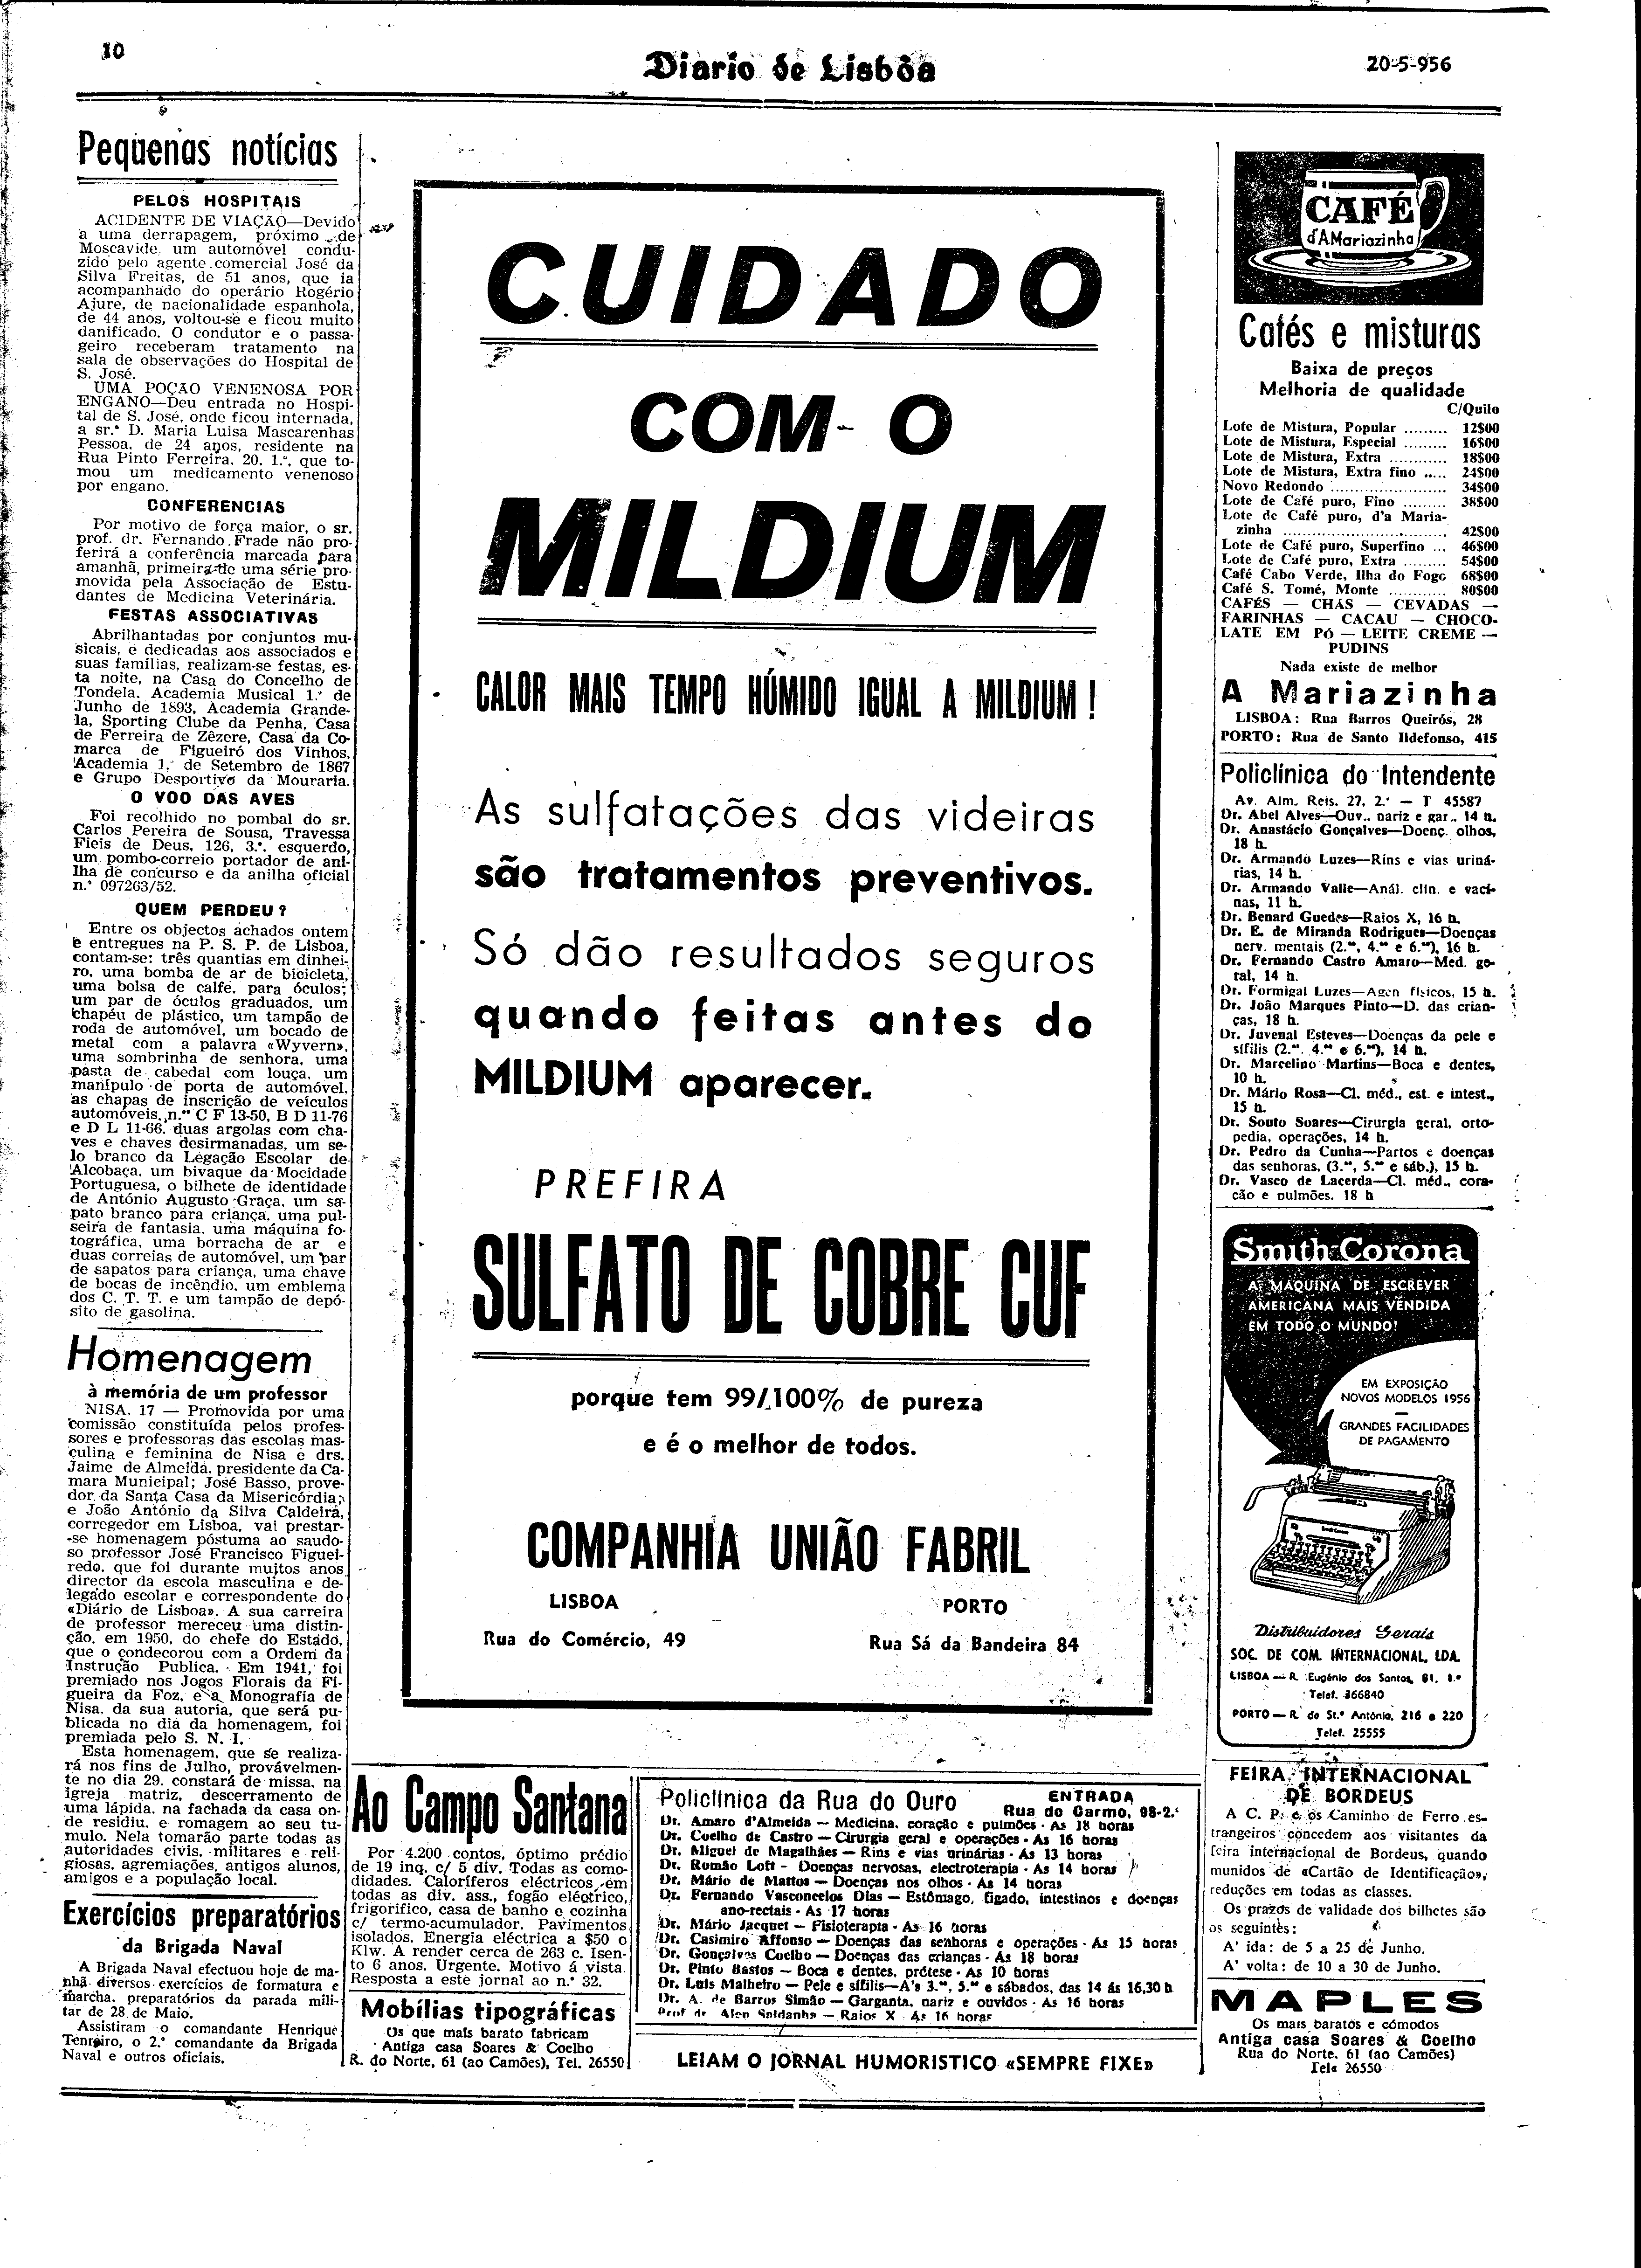 10
Diario de Lisbôa
20-5-956
Pequenas notícias
PELOS HOSPITAIS
ACIDENTE DE VIAÇÃO—Devido
a uma derrapagem, próximo de
Moscavide, um automóvel condu-
zido pelo agente comercial José da
Silva Freitas, de 51 anos, que ia
acompanhado do operário Rogério
Ajure, de nacionalidade espanhola,
de 44 anos, voltou-se e ficou muito
danificado. O condutor e o passa-
geiro receberam tratamento na
sala de observações do Hospital de
S. José.
UMA POÇÃO VENENOSA POR
ENGANO—Deu entrada no Hospi-
tal de S. José, onde ficou internada,
a sr.ª D. Maria Luisa Mascarenhas
Pessoa, de 24 anos, residente na
Rua Pinto Ferreira, 20, 1.º, que to-
mou um medicamento venenoso
por engano.
CONFERENCIAS
Por motivo de força maior, o sr.
prof. dr. Fernando Frade não pro-
ferirá a conferência marcada para
amanhã, primeira de uma série pro-
movida pela Associação de Estu-
dantes de Medicina Veterinária.
FESTAS ASSOCIATIVAS
Abrilhantadas por conjuntos mu-
sicais, e dedicadas aos associados e
suas famílias, realizam-se festas, es-
ta noite, na Casa do Concelho de
Tondela, Academia Musical 1.º de
Junho de 1893, Academia Grande-
la, Sporting Clube da Penha, Casa
de Ferreira de Zêzere, Casa da Co-
marca de Figueiró dos Vinhos,
Academia 1.º de Setembro de 1867
e Grupo Desportivo da Mouraria.
O VOO DAS AVES
Foi recolhido no pombal do sr.
Carlos Pereira de Sousa, Travessa
Fieis de Deus, 126, 3.º, esquerdo,
um pombo-correio portador de ani-
lha de concurso e da anilha oficial
n.º 097263/52.
QUEM PERDEU?
Entre os objectos achados ontem
e entregues na P. S. P. de Lisboa,
contam-se: três quantias em dinhei-
ro, uma bomba de ar de bicicleta,
uma bolsa de calfe, para óculos;
um par de óculos graduados, um
chapéu de plástico, um tampão de
roda de automóvel, um bocado de
metal com a palavra «Wyvern»,
uma sombrinha de senhora, uma
pasta de cabedal com louça, um
manípulo de porta de automóvel,
as chapas de inscrição de veículos
automóveis, n.ºs C F 13-50, B D 11-76
e D L 11-66, duas argolas com cha-
ves e chaves desirmanadas, um se-
lo branco da Legação Escolar de
Alcobaça, um bivaque da Mocidade
Portuguesa, o bilhete de identidade
de António Augusto Graça, um sa-
pato branco para criança, uma pul-
seira de fantasia, uma máquina fo-
tográfica, uma borracha de ar e
duas correias de automóvel, um par
de sapatos para criança, uma chave
de bocas de incêndio, um emblema
dos C. T. T. e um tampão de depó-
sito de gasolina.
Homenagem
à memória de um professor
NISA, 17 — Promovida por uma
comissão constituída pelos profes-
sores e professoras das escolas mas-
culina e feminina de Nisa e drs.
Jaime de Almeida, presidente da Ca-
mara Municipal; José Basso, prove-
dor da Santa Casa da Misericórdia;
e João António da Silva Caldeira,
corregedor em Lisboa, vai prestar-
-se homenagem póstuma ao saudo-
so professor José Francisco Figuei-
redo, que foi durante muitos anos
director da escola masculina e de-
legado escolar e correspondente do
«Diário de Lisboa». A sua carreira
de professor mereceu uma distin-
ção, em 1950, do chefe do Estado,
que o condecorou com a Ordem da
Instrução Publica. Em 1941, foi
premiado nos Jogos Florais da Fi-
gueira da Foz, e a Monografia de
Nisa, da sua autoria, que será pu-
blicada no dia da homenagem, foi
premiada pelo S. N. I.
Esta homenagem, que se realiza-
rá nos fins de Julho, provávelmen-
te no dia 29, constará de missa, na
igreja matriz, descerramento de
uma lápida, na fachada da casa on-
de residiu, e romagem ao seu tu-
mulo. Nela tomarão parte todas as
autoridades civis, militares e reli-
giosas, agremiações, antigos alunos,
amigos e a população local.
Exercícios preparatórios
da Brigada Naval
A Brigada Naval efectuou hoje de ma-
nhã diversos exercícios de formatura e
marcha, preparatórios da parada mili-
tar de 28 de Maio.
Assistiram o comandante Henrique
Tenreiro, o 2.º comandante da Brigada
Naval e outros oficiais.
CUIDADO
COM O
MILDIUM
CALOR MAIS TEMPO HÚMIDO IGUAL A MILDIUM!
As sulfatações das videiras
são tratamentos preventivos.
Só dão resultados seguros
quando feitas antes do
MILDIUM aparecer.
PREFIRA
SULFATO DE COBRE CUF
porque tem 99/100% de pureza
e é o melhor de todos.
COMPANHIA UNIÃO FABRIL
LISBOA
Rua do Comércio, 49
PORTO
Rua Sá da Bandeira 84
Ao Campo Santana
Por 4.200 contos, óptimo prédio
de 19 inq. c/ 5 div. Todas as como-
didades. Caloríferos eléctricos em
todas as div. ass., fogão eléctrico,
frigorifico, casa de banho e cozinha
c/ termo-acumulador. Pavimentos
isolados. Energia eléctrica a $50 o
Klw. A render cerca de 263 c. Isen-
to 6 anos. Urgente. Motivo á vista.
Resposta a este jornal ao n.º 32.
Mobílias tipográficas
Os que mais barato fabricam
Antiga casa Soares & Coelho
R. do Norte, 61 (ao Camões), Tel. 26550
Policlínica da Rua do Ouro
ENTRADA
Rua do Carmo, 98-2.º
Dr. Amaro d'Almeida — Medicina, coração e pulmões - As 18 horas
Dr. Coelho de Castro — Cirurgia geral e operações - As 16 horas
Dr. Miguel de Magalhães — Rins e vias urinárias - As 13 horas
Dr. Romão Loff - Doenças nervosas, electroterapia - As 14 horas
Dr. Mário de Mattos — Doenças nos olhos - As 14 horas
Dr. Fernando Vasconcelos Dias — Estômago, fígado, intestinos e doenças
ano-rectais - As 17 horas
Dr. Mário Jacquet — Fisioterapia - As 16 horas
Dr. Casimiro Affonso — Doenças das senhoras e operações - As 15 horas
Dr. Gonçalves Coelho — Doenças das crianças - As 18 horas
Dr. Pinto Bastos — Boca e dentes, prótese - As 10 horas
Dr. Luis Malheiro — Pele e sífilis—A's 3.ªs, 5.ªs e sábados, das 14 ás 16,30 h
Dr. A. de Barros Simão — Garganta, nariz e ouvidos - As 16 horas
Prof dr. Alen Saldanha — Raios X - As 16 horas
LEIAM O JORNAL HUMORISTICO «SEMPRE FIXE»
CAFÉ
d'AMariazinha
Cafés e misturas
Baixa de preços
Melhoria de qualidade
C/Quilo
Lote de Mistura, Popular ......... 12$00
Lote de Mistura, Especial ......... 16$00
Lote de Mistura, Extra ............ 18$00
Lote de Mistura, Extra fino ..... 24$00
Novo Redondo ........................ 34$00
Lote de Café puro, Fino ......... 38$00
Lote de Café puro, d'a Maria-
zinha .................................. 42$00
Lote de Café puro, Superfino ... 46$00
Lote de Café puro, Extra ......... 54$00
Café Cabo Verde, Ilha do Fogo 68$00
Café S. Tomé, Monte ............ 80$00
CAFÉS — CHÁS — CEVADAS —
FARINHAS — CACAU — CHOCO-
LATE EM PÓ — LEITE CREME —
PUDINS
Nada existe de melhor
A Mariazinha
LISBOA: Rua Barros Queirós, 28
PORTO: Rua de Santo Ildefonso, 415
Policlínica do Intendente
Av. Alm. Reis, 27, 2.º — T 45587
Dr. Abel Alves—Ouv., nariz e gar., 14 h.
Dr. Anastácio Gonçalves—Doenç. olhos,
18 h.
Dr. Armando Luzes—Rins e vias uriná-
rias, 14 h.
Dr. Armando Valle—Anál. clin. e vaci-
nas, 11 h.
Dr. Benard Guedes—Raios X, 16 h.
Dr. E. de Miranda Rodrigues—Doenças
nerv. mentais (2.ªs, 4.ªs e 6.ªs), 16 h.
Dr. Fernando Castro Amaro—Med. ge-
ral, 14 h.
Dr. Formigal Luzes—Agen físicos, 15 h.
Dr. João Marques Pinto—D. das crian-
ças, 18 h.
Dr. Juvenal Esteves—Doenças da pele e
sífilis (2.ªs, 4.ªs e 6.ªs), 14 h.
Dr. Marcelino Martins—Boca e dentes,
10 h.
Dr. Mário Rosa—Cl. méd., est. e intest.,
15 h.
Dr. Souto Soares—Cirurgia geral, orto-
pedia, operações, 14 h.
Dr. Pedro da Cunha—Partos e doenças
das senhoras, (3.ªs, 5.ªs e sáb.), 15 h.
Dr. Vasco de Lacerda—Cl. méd., cora-
ção e pulmões, 18 h
Smith-Corona
A MÁQUINA DE ESCREVER
AMERICANA MAIS VENDIDA
EM TODO O MUNDO!
EM EXPOSIÇÃO
NOVOS MODELOS 1956
—
GRANDES FACILIDADES
DE PAGAMENTO
Smith-Corona
Distribuidores Gerais
SOC. DE COM. INTERNACIONAL, LDA.
LISBOA — R. Eugénio dos Santos, 81, 1.º
Telef. 366840
PORTO — R. de St.º António, 216 e 220
Telef. 25555
FEIRA INTERNACIONAL
DE BORDEUS
A C. P. e os Caminho de Ferro es-
trangeiros concedem aos visitantes da
feira internacional de Bordeus, quando
munidos de «Cartão de Identificação»,
reduções em todas as classes.
Os prazos de validade dos bilhetes são
os seguintes:
A' ida: de 5 a 25 de Junho.
A' volta: de 10 a 30 de Junho.
MAPLES
Os mais baratos e cómodos
Antiga casa Soares & Coelho
Rua do Norte, 61 (ao Camões)
Tele 26550